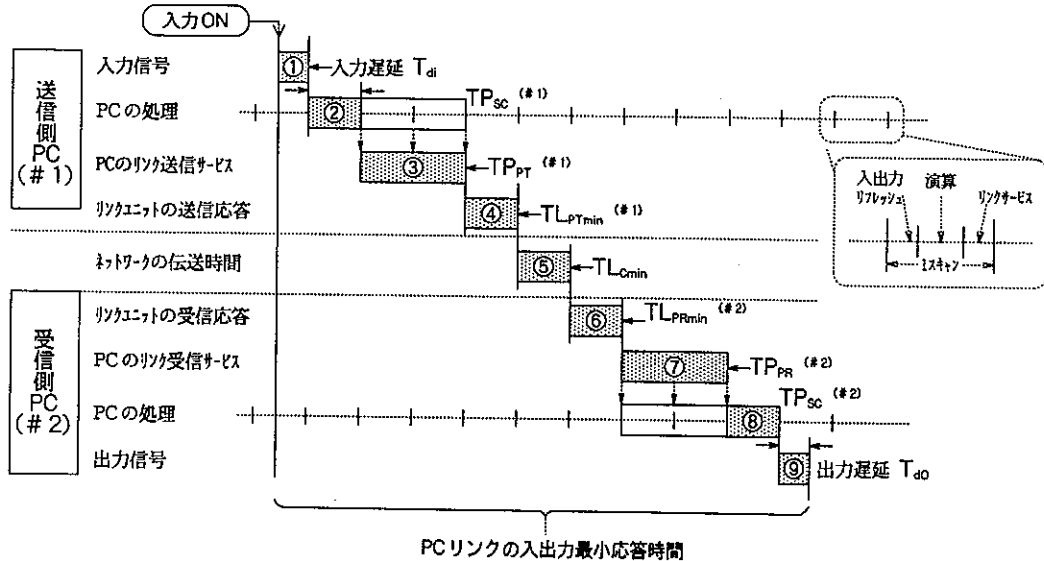 入力ON
送信側PC(#1)
入力信号
①
入力遅延 Tdi
PCの処理
②
TPsc (#1)
PCのリンク送信サービス
③
TPPT (#1)
リンクユニットの送信応答
④
TLPTmin (#1)
入出力リフレッシュ
演算
リンクサービス
1スキャン
ネットワークの伝送時間
⑤
TLCmin
受信側PC(#2)
リンクユニットの受信応答
⑥
TLPRmin (#2)
PCのリンク受信サービス
⑦
TPPR (#2)
PCの処理
⑧
TPsc (#2)
出力信号
⑨
出力遅延 TdO
PCリンクの入出力最小応答時間